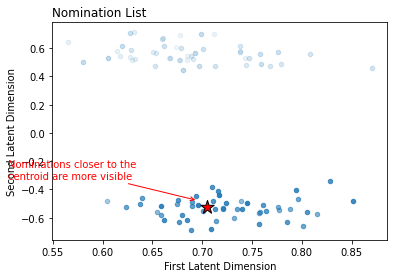 Nomination List
Second Latent Dimension
0.6
0.4
0.2
0.0
−0.2
−0.4
−0.6
Nominations closer to the
centroid are more visible
0.55 0.60 0.65 0.70 0.75 0.80 0.85
First Latent Dimension